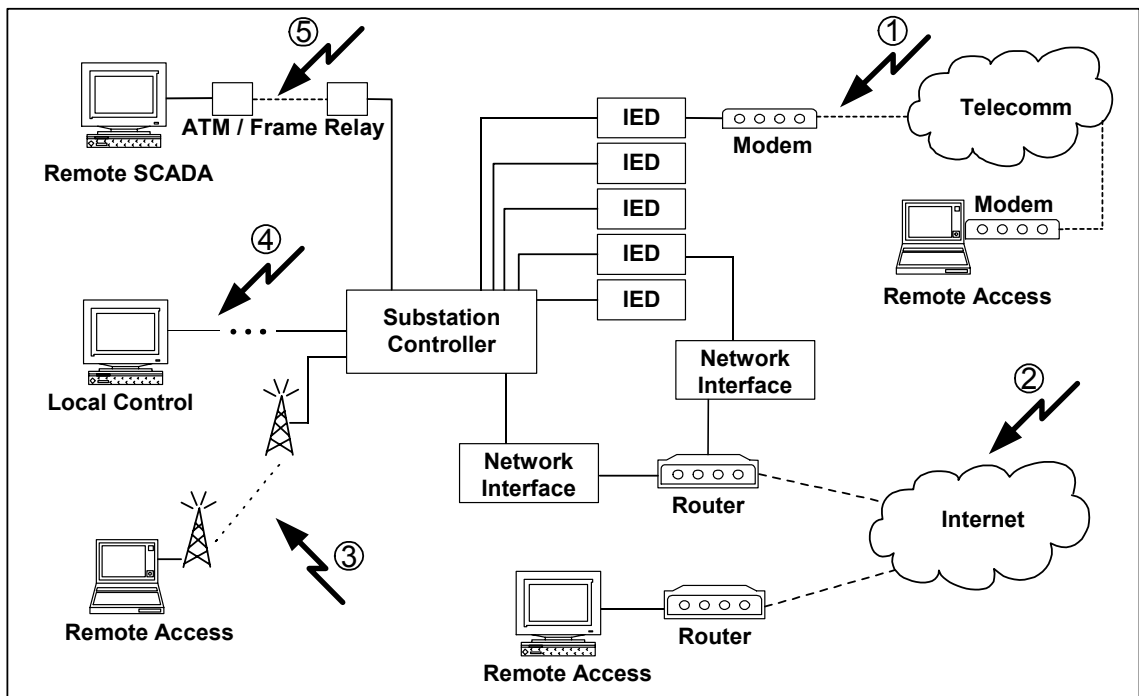 ⑤
①
ATM / Frame Relay
Remote SCADA
IED
Modem
Telecomm
IED
IED
IED
IED
Modem
Remote Access
④
Local Control
Substation
Controller
Network
Interface
②
Network
Interface
Router
Internet
③
Remote Access
Router
Remote Access